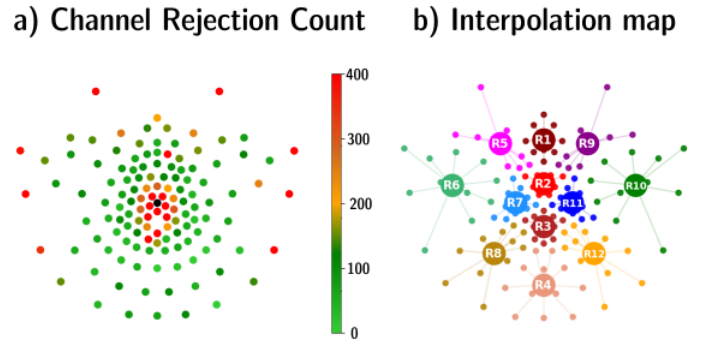 a) Channel Rejection Count
b) Interpolation map
400
300
200
100
0
R1
R5
R9
R6
R2
R10
R7
R11
R3
R8
R12
R4